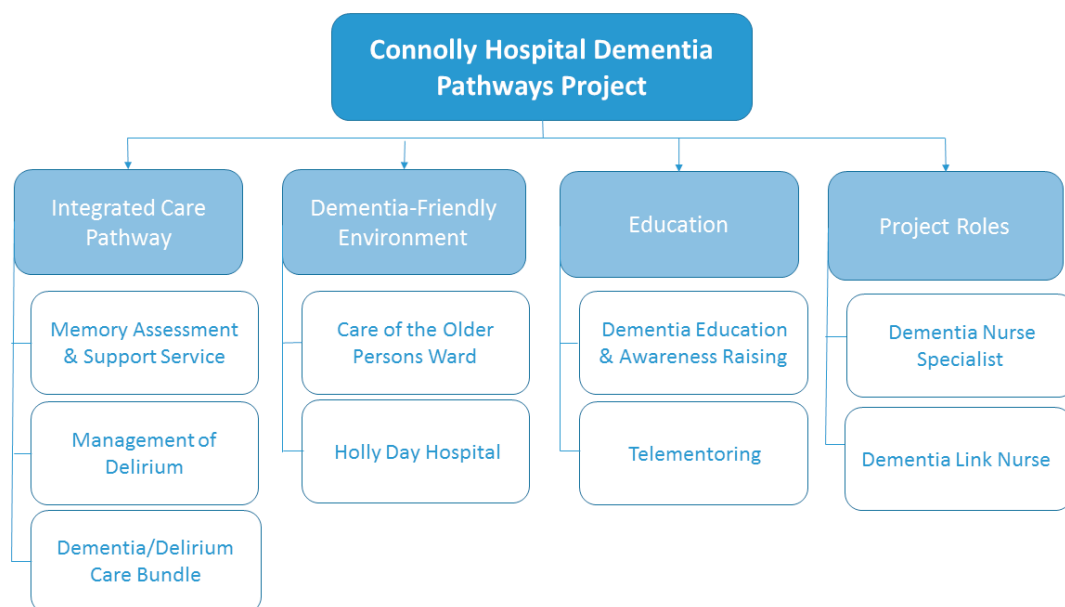 Connolly Hospital Dementia
Pathways Project
Integrated Care
Pathway
Memory Assessment
& Support Service
Management of
Delirium
Dementia/Delirium
Care Bundle
Dementia-Friendly
Environment
Care of the Older
Persons Ward
Holly Day Hospital
Education
Dementia Education
& Awareness Raising
Telementoring
Project Roles
Dementia Nurse
Specialist
Dementia Link Nurse